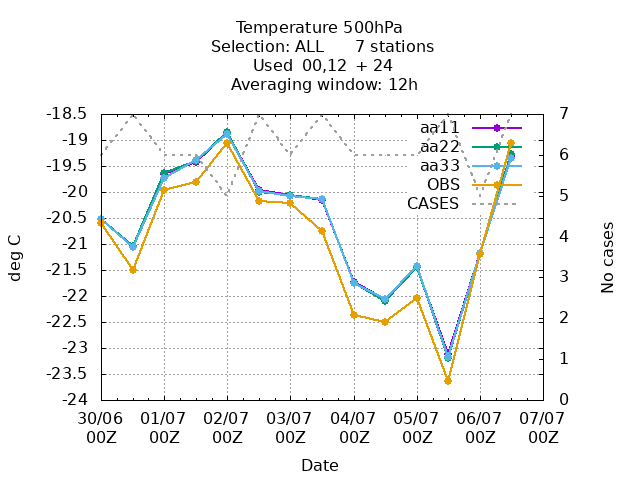 Temperature 500hPa
Selection: ALL 7 stations
Used 00,12 + 24
Averaging window: 12h
-18.5
-19
-19.5
-20
-20.5
-21
-21.5
-22
-22.5
-23
-23.5
-24
deg C
7
6
5
4
3
2
1
0
No cases
aa11
aa22
aa33
OBS
CASES
30/06 01/07 02/07 03/07 04/07 05/07 06/07 07/07
00Z 00Z 00Z 00Z 00Z 00Z 00Z 00Z
Date